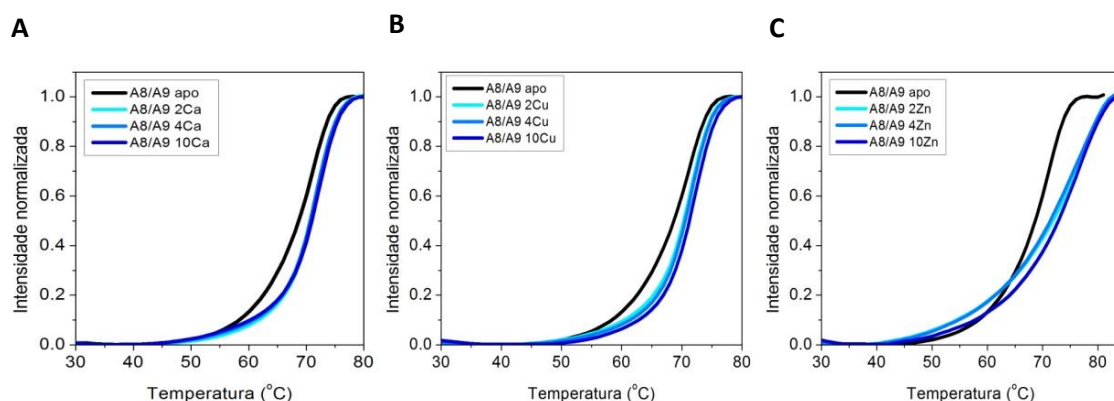 A
B
C
A8/A9 apo
A8/A9 2Ca
A8/A9 4Ca
A8/A9 10Ca
Intensidade normalizada
1.0
0.8
0.6
0.4
0.2
0.0
30 40 50 60 70 80
Temperatura (°C)
A8/A9 apo
A8/A9 2Cu
A8/A9 4Cu
A8/A9 10Cu
Intensidade normalizada
1.0
0.8
0.6
0.4
0.2
0.0
30 40 50 60 70 80
Temperatura (°C)
A8/A9 apo
A8/A9 2Zn
A8/A9 4Zn
A8/A9 10Zn
Intensidade normalizada
1.0
0.8
0.6
0.4
0.2
0.0
30 40 50 60 70 80
Temperatura (°C)